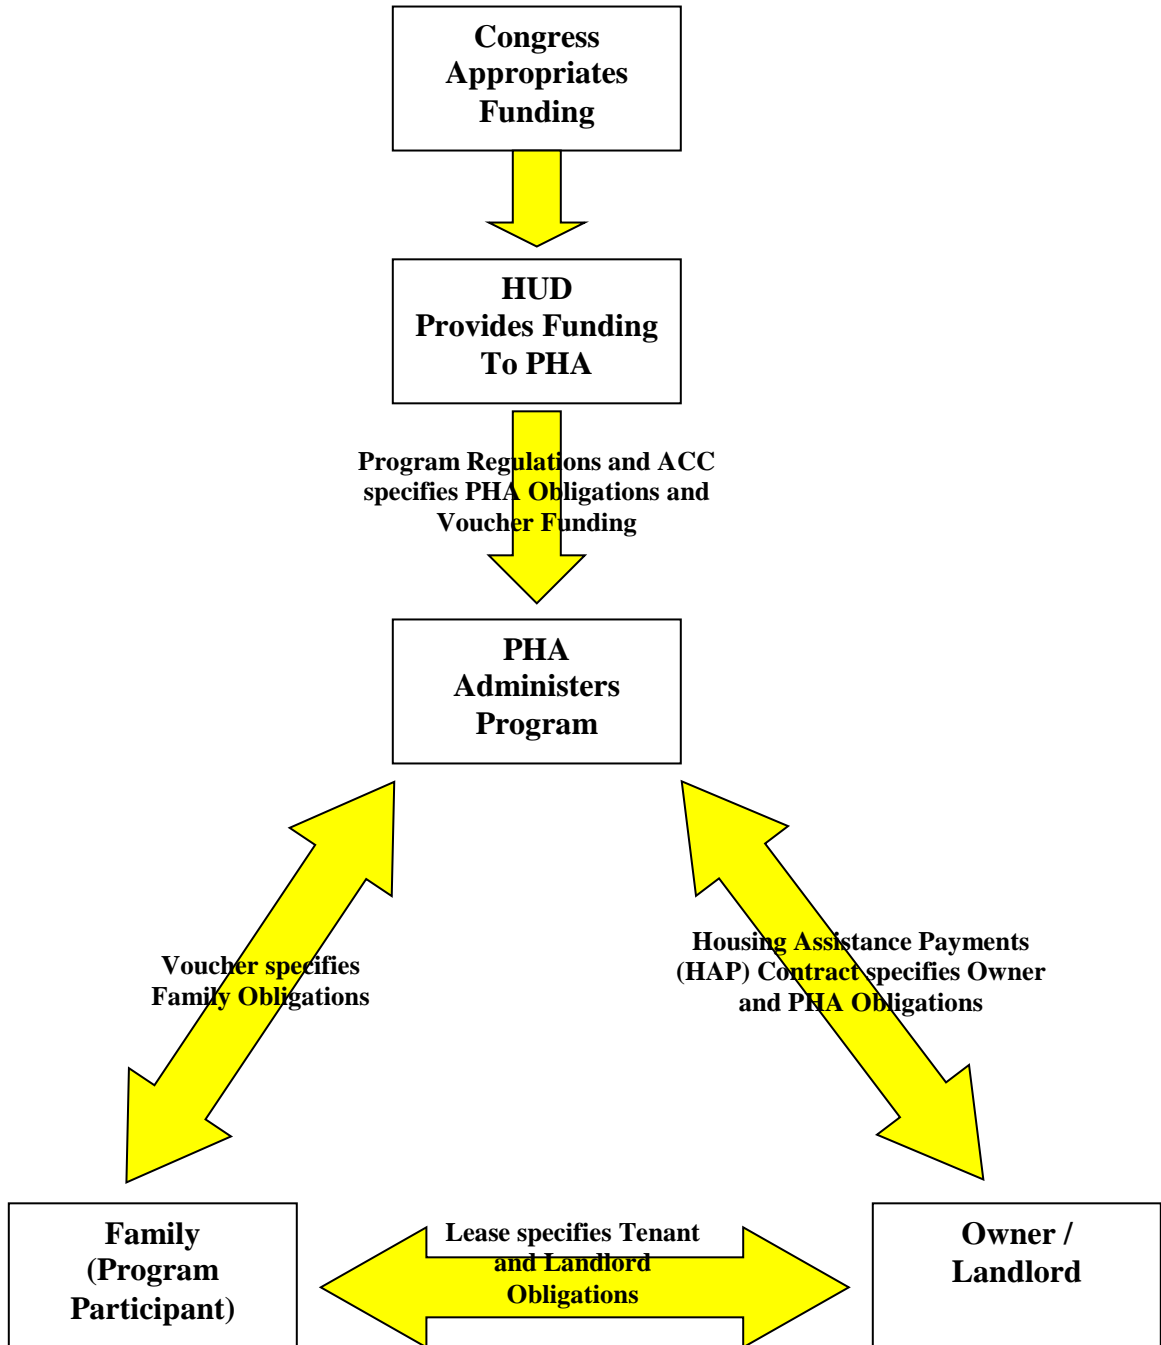 Congress
Appropriates
Funding
HUD
Provides Funding
To PHA
Program Regulations and ACC
specifies PHA Obligations and
Voucher Funding
PHA
Administers
Program
Voucher specifies
Family Obligations
Housing Assistance Payments
(HAP) Contract specifies Owner
and PHA Obligations
Family
(Program
Participant)
Lease specifies Tenant
and Landlord
Obligations
Owner /
Landlord